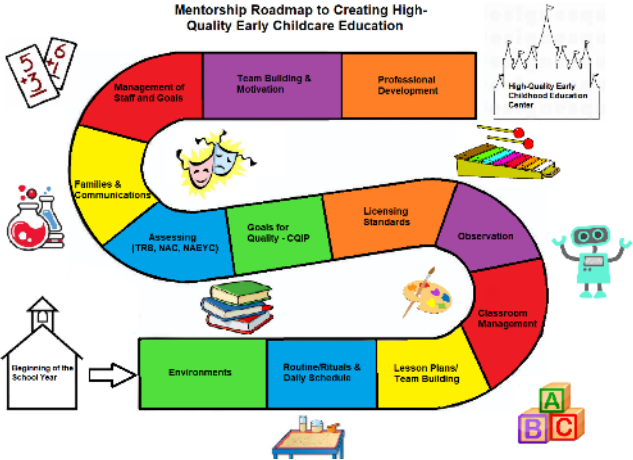 Mentorship Roadmap to Creating High-
Quality Early Childcare Education
5
+3
6
+1
Management of
Staff and Goals
Team Building &
Motivation
Professional
Development
High-Quality Early
Childhood Education
Center
Families &
Communications
Assessing
(TRB, NAC, NAEYC)
Goals for
Quality - CQIP
Licensing
Standards
Observation
Classroom
Management
Beginning of the
School Year
Environments
Routine/Rituals &
Daily Schedule
Lesson Plans/
Team Building
A
B C